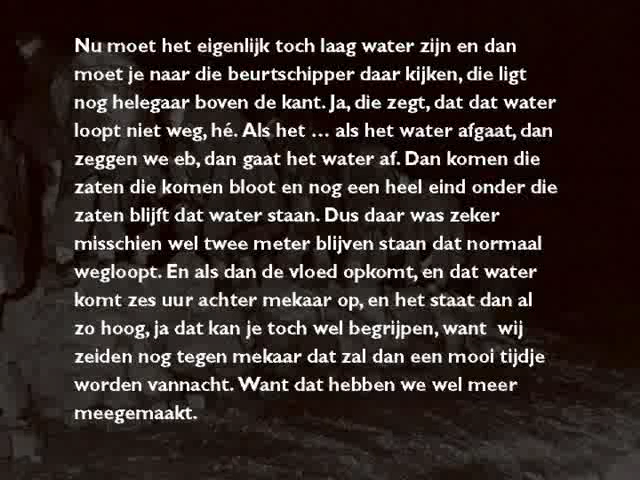 Nu moet het eigenlijk toch laag water zijn en dan
moet je naar die beurtschipper daar kijken, die ligt
nog helegaar boven de kant. Ja, die zegt, dat dat water
loopt niet weg, hé. Als het ... als het water afgaat, dan
zeggen we eb, dan gaat het water af. Dan komen die
zaten die komen bloot en nog een heel eind onder die
zaten blijft dat water staan. Dus daar was zeker
misschien wel twee meter blijven staan dat normaal
wegloopt. En als dan de vloed opkomt, en dat water
komt zes uur achter mekaar op, en het staat dan al
zo hoog, ja dat kan je toch wel begrijpen, want wij
zeiden nog tegen mekaar dat zal dan een mooi tijdje
worden vannacht. Want dat hebben we wel meer
meegemaakt.